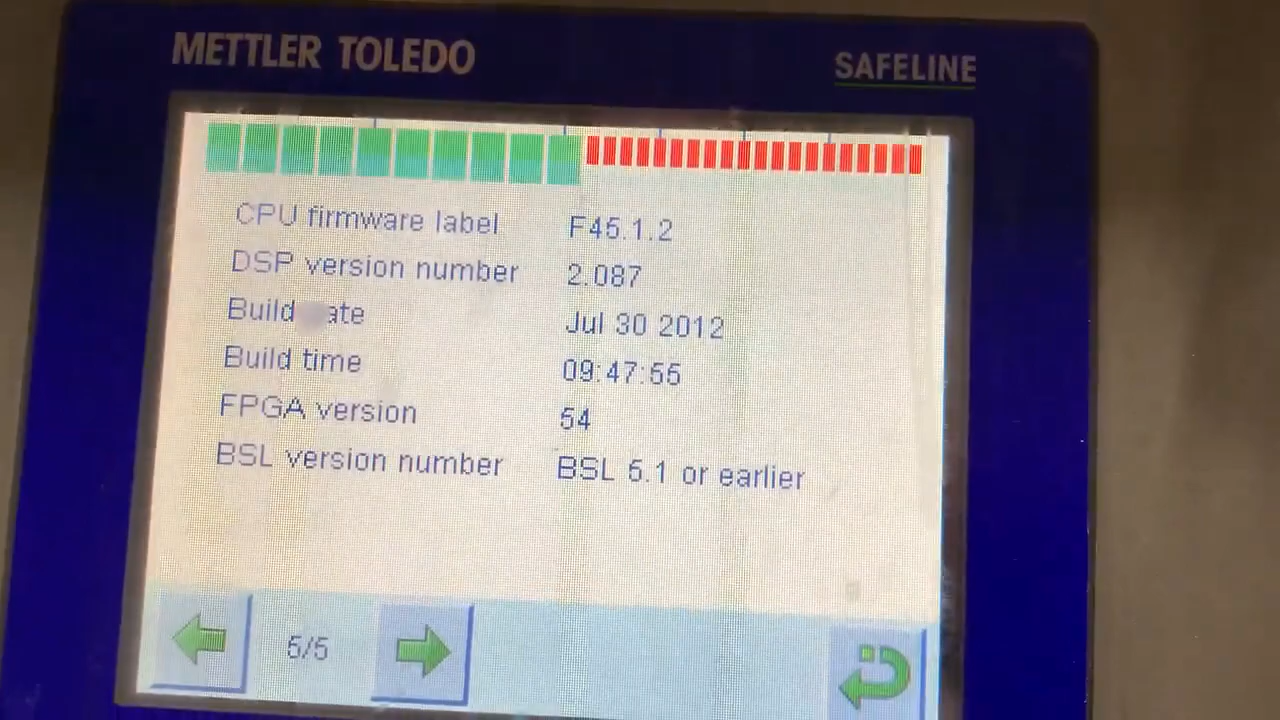 METTLER TOLEDO
SAFELINE
CPU firmware label F45.1.2
DSP version number 2.087
Build ate Jul 30 2012
Build time 09:47:55
FPGA version 54
BSL version number BSL 5.1 or earlier
5/5